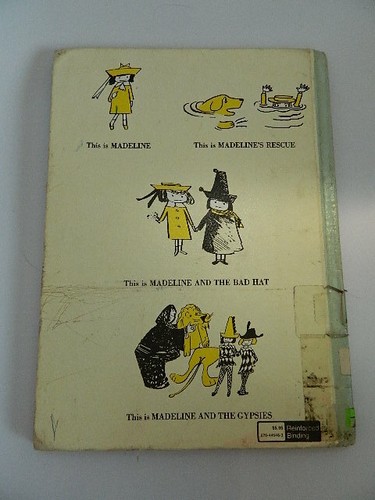 This is MADELINE
This is MADELINE'S RESCUE
This is MADELINE AND THE BAD HAT
This is MADELINE AND THE GYPSIES
Reinforced
Binding